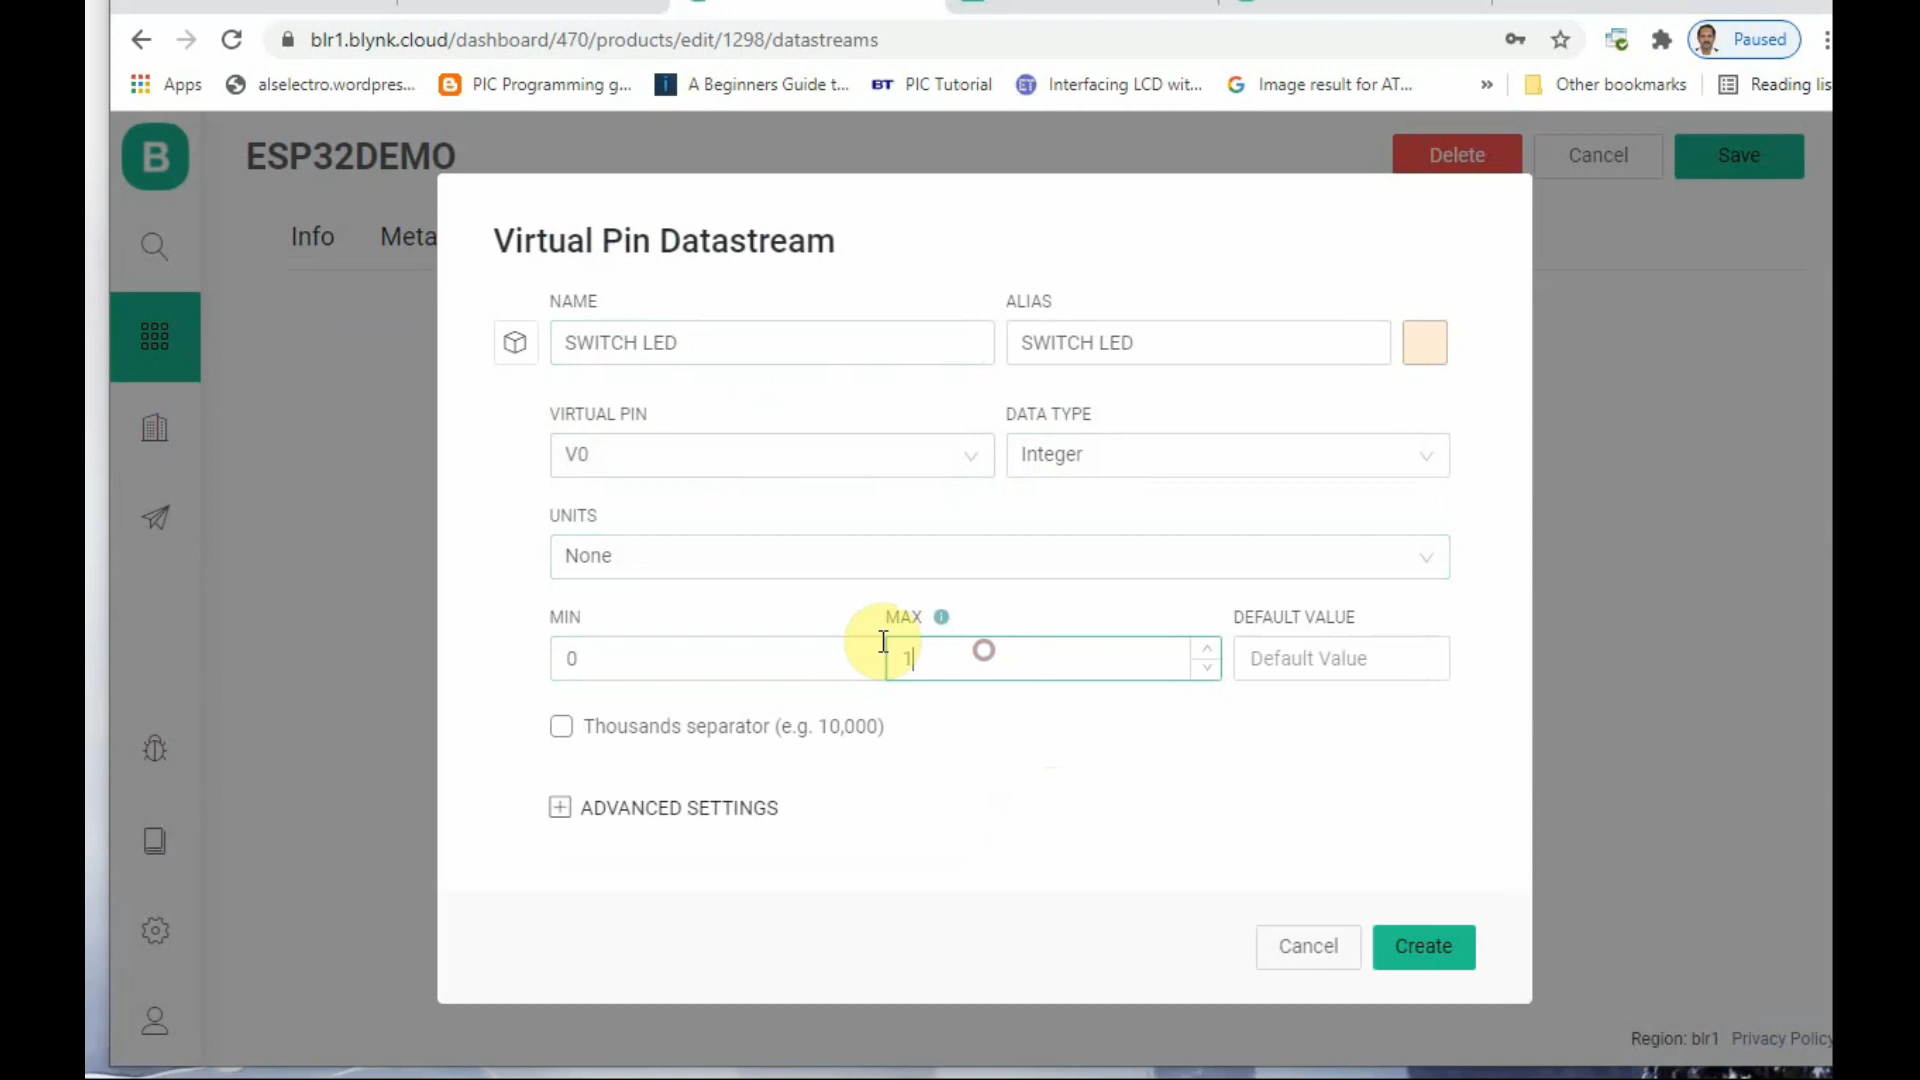 blr1.blynk.cloud/dashboard/470/products/edit/1298/datastreams
Paused
Apps
alselectro.wordpres...
PIC Programming g...
A Beginners Guide t...
BT PIC Tutorial
ET Interfacing LCD wit...
Image result for AT...
»
Other bookmarks
Reading lis
B
ESP32DEMO
Delete
Cancel
Save
Info
Meta
Virtual Pin Datastream
NAME
ALIAS
SWITCH LED
SWITCH LED
VIRTUAL PIN
DATA TYPE
V0
Integer
UNITS
None
MIN
MAX
DEFAULT VALUE
0
1
Default Value
Thousands separator (e.g. 10,000)
ADVANCED SETTINGS
Cancel
Create
Region: blr1 Privacy Policy